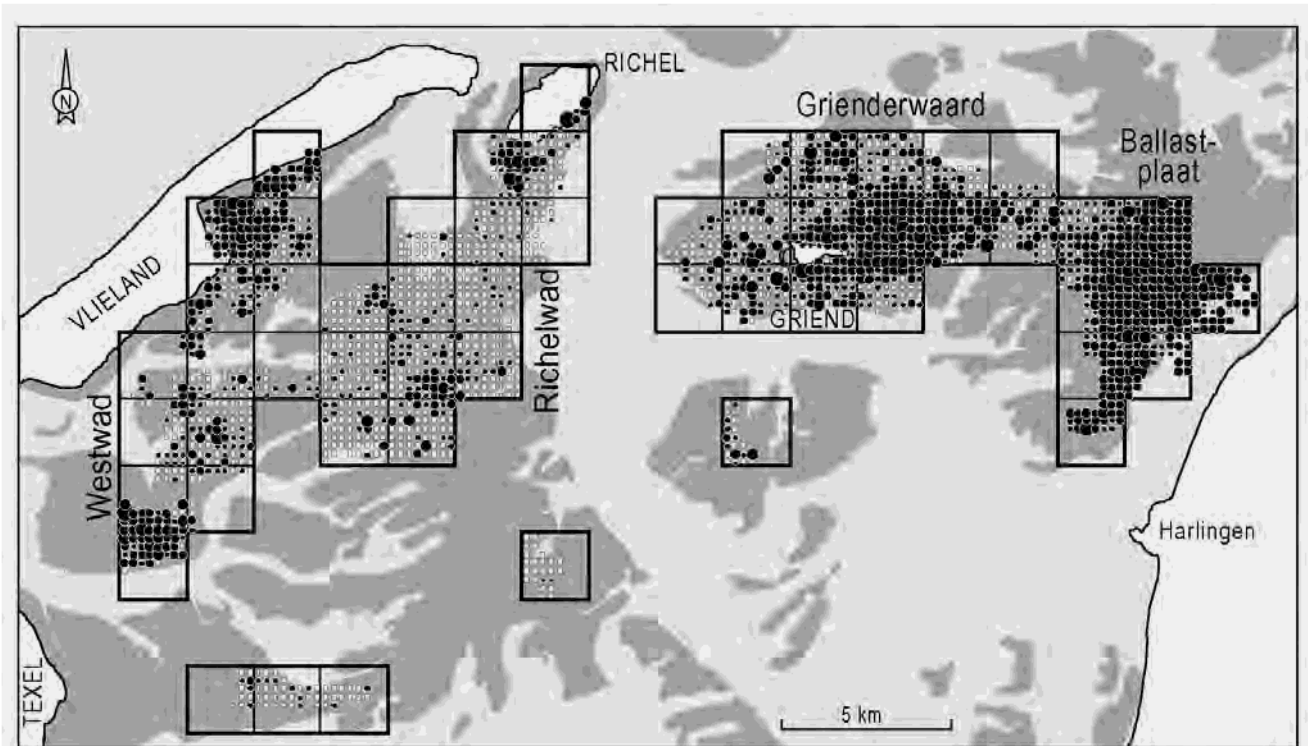 N
RICHEL
Grienderwaard
Ballast-
plaat
VLIELAND
Richelwad
GRIEND
Westwad
Harlingen
TEXEL
5 km